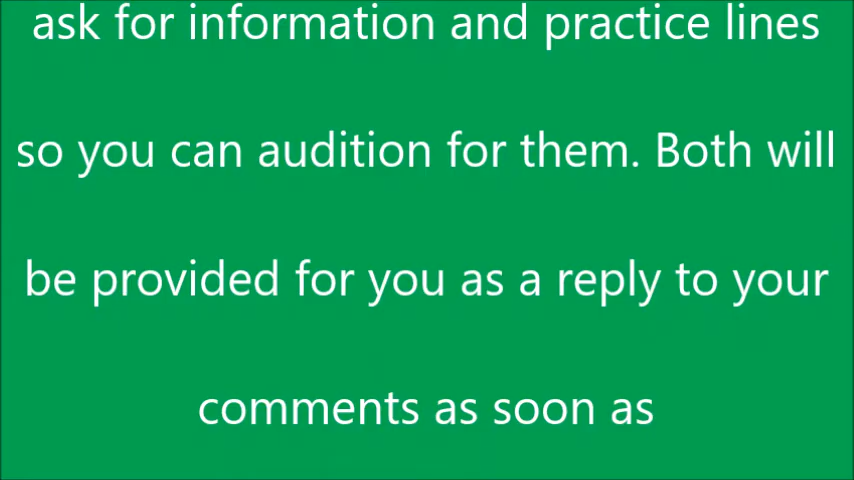 ask for information and practice lines
so you can audition for them. Both will
be provided for you as a reply to your
comments as soon as